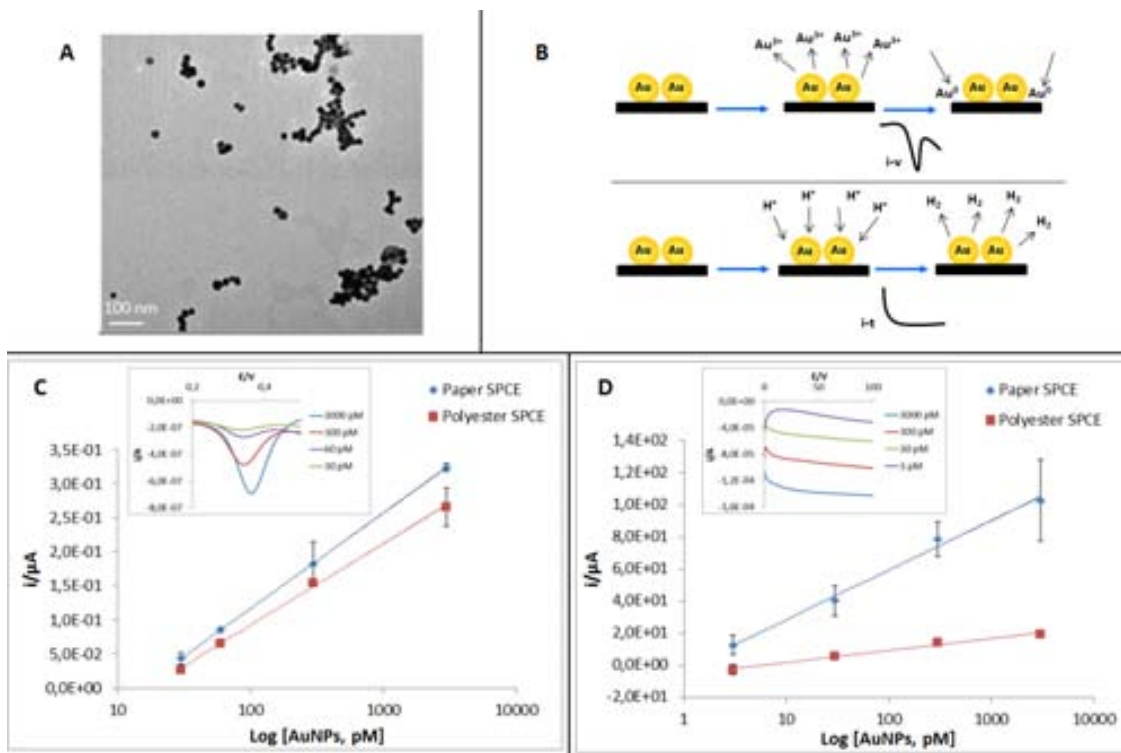 A
100 nm
B
Au³⁺ Au³⁺ Au³⁺ Au³⁺
Au Au
Au Au
Au⁰ Au Au Au⁰
i-v
H⁺ H⁺ H⁺ H⁺
H₂ H₂ H₂ H₂
Au Au
Au Au
Au Au
i-t
C
E/V
0,2 0,4
0,0E+00
-2,0E-07
-4,0E-07
-6,0E-07
-8,0E-07
i/A
3000 pM
300 pM
60 pM
30 pM
Paper SPCE
Polyester SPCE
3,5E-01
3,0E-01
2,5E-01
2,0E-01
1,5E-01
1,0E-01
5,0E-02
0,0E+00
i/µA
10 100 1000 10000
Log [AuNPs, pM]
D
E/V
0 50 100
0,0E+00
-4,0E-05
-8,0E-05
-1,2E-04
i/A
3000 pM
300 pM
30 pM
3 pM
Paper SPCE
Polyester SPCE
1,4E+02
1,2E+02
1,0E+02
8,0E+01
6,0E+01
4,0E+01
2,0E+01
0,0E+00
-2,0E+01
i/µA
1 10 100 1000 10000
Log [AuNPs, pM]